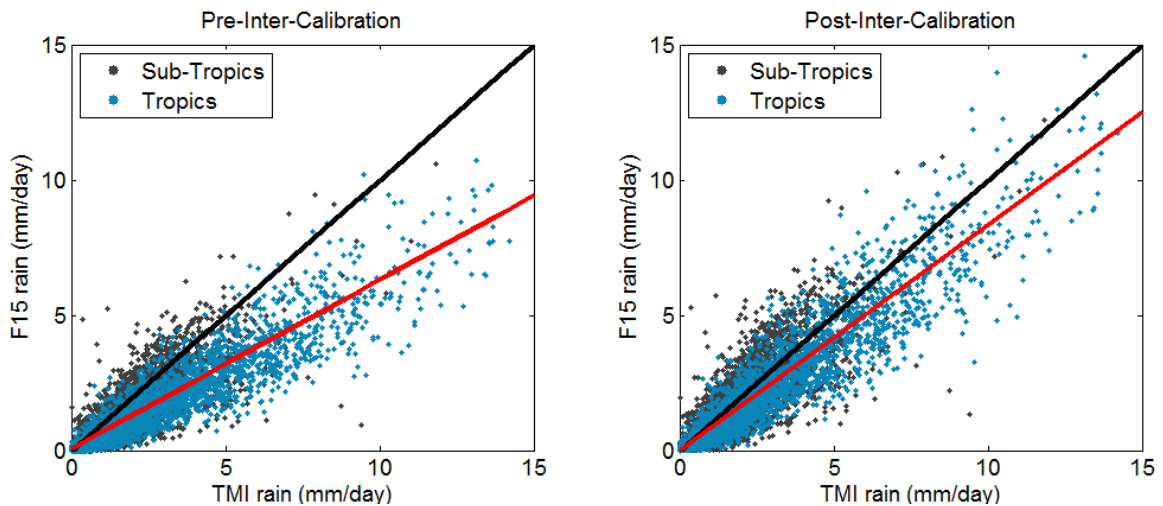 Pre-Inter-Calibration
15
Sub-Tropics
Tropics
10
5
0
F15 rain (mm/day)
0
5
10
15
TMI rain (mm/day)
Post-Inter-Calibration
15
Sub-Tropics
Tropics
10
5
0
F15 rain (mm/day)
0
5
10
15
TMI rain (mm/day)